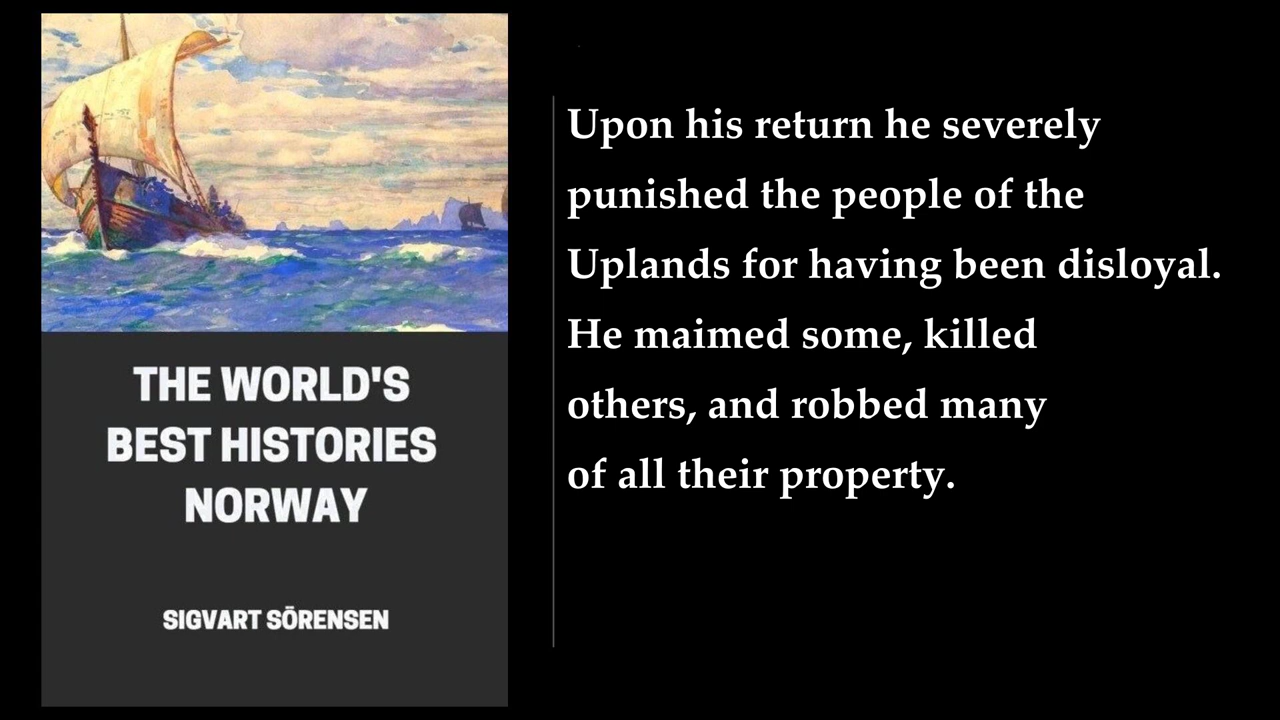 THE WORLD'S
BEST HISTORIES
NORWAY
SIGVART SÖRENSEN
Upon his return he severely
punished the people of the
Uplands for having been disloyal.
He maimed some, killed
others, and robbed many
of all their property.